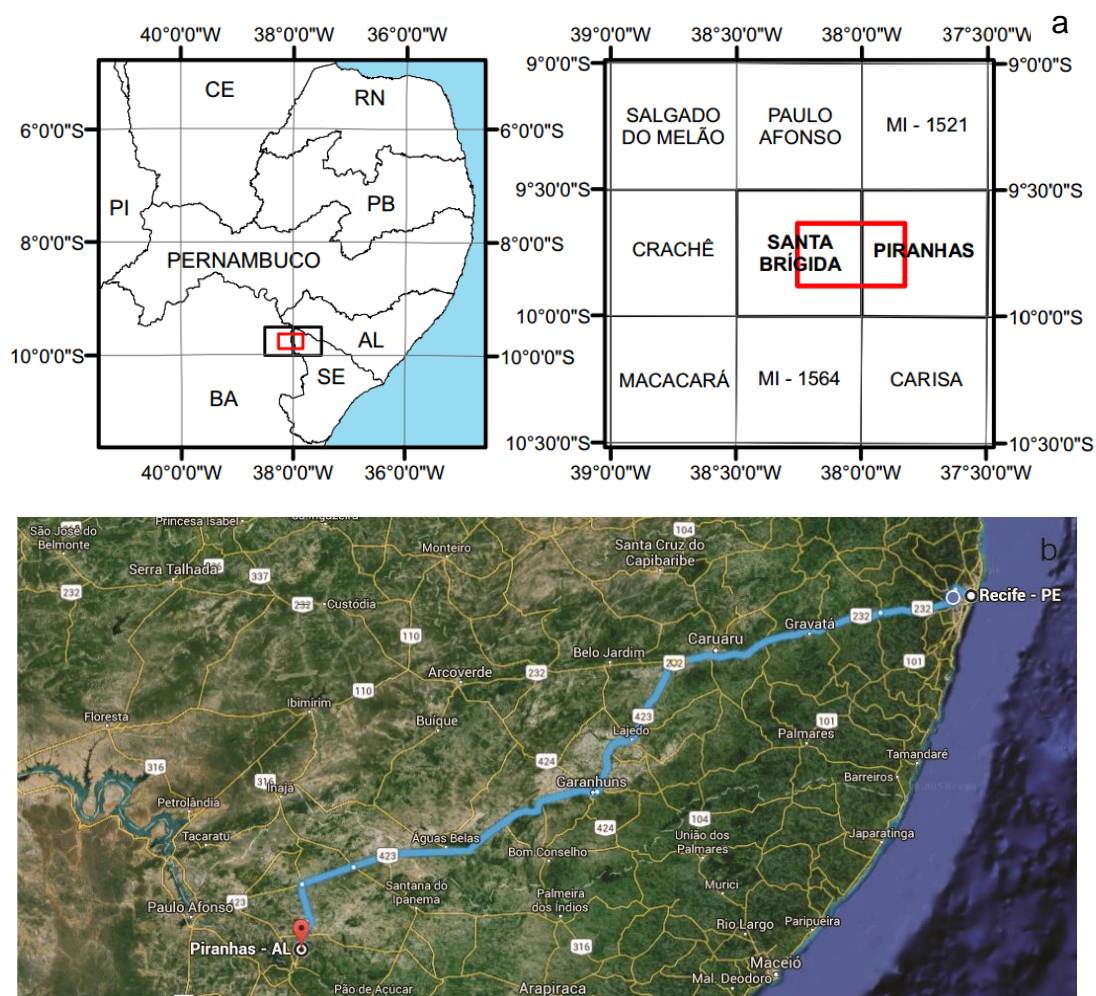 a
40°0'0"W 38°0'0"W 36°0'0"W
6°0'0"S
8°0'0"S
10°0'0"S
CE
RN
PI
PB
PERNAMBUCO
AL
SE
BA
6°0'0"S
8°0'0"S
10°0'0"S
40°0'0"W 38°0'0"W 36°0'0"W
39°0'0"W 38°30'0"W 38°0'0"W 37°30'0"W
9°0'0"S
9°30'0"S
10°0'0"S
10°30'0"S
SALGADO
DO MELÃO
PAULO
AFONSO
MI - 1521
CRACHÊ
SANTA
BRÍGIDA
PIRANHAS
MACACARÁ
MI - 1564
CARISA
9°0'0"S
9°30'0"S
10°0'0"S
10°30'0"S
39°0'0"W 38°30'0"W 38°0'0"W 37°30'0"W
b
São José do
Belmonte
Princesa Isabel
Monteiro
104
Santa Cruz do
Capibaribe
Serra Talhada
337
232
232
Custódia
110
Recife - PE
232
232
Gravatá
Caruaru
Belo Jardim
232
Arcoverde
232
101
110
Ibimirim
Buíque
423
Lajedo
101
Palmares
Floresta
316
424
Tamandaré
316
Inajá
Garanhuns
Barreiros
Petrolândia
104
424
Tacaratu
Águas Belas
União dos
Palmares
Japaratinga
423
Bom Conselho
Santana do
Ipanema
Murici
Palmeira
dos Índios
423
Paulo Afonso
Rio Largo
Paripueira
Piranhas - AL
316
Maceió
Mal. Deodoro
Pão de Açúcar
Arapiraca